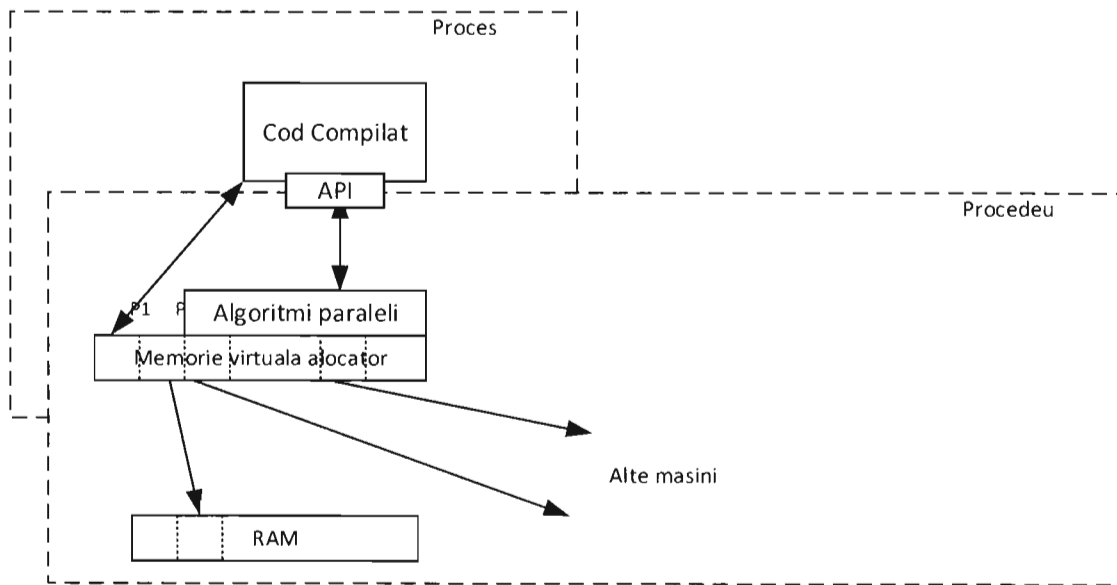 Proces
Cod Compilat
API
Procedeu
P1 P
Algoritmi paraleli
Memorie virtuala alocator
Alte masini
RAM